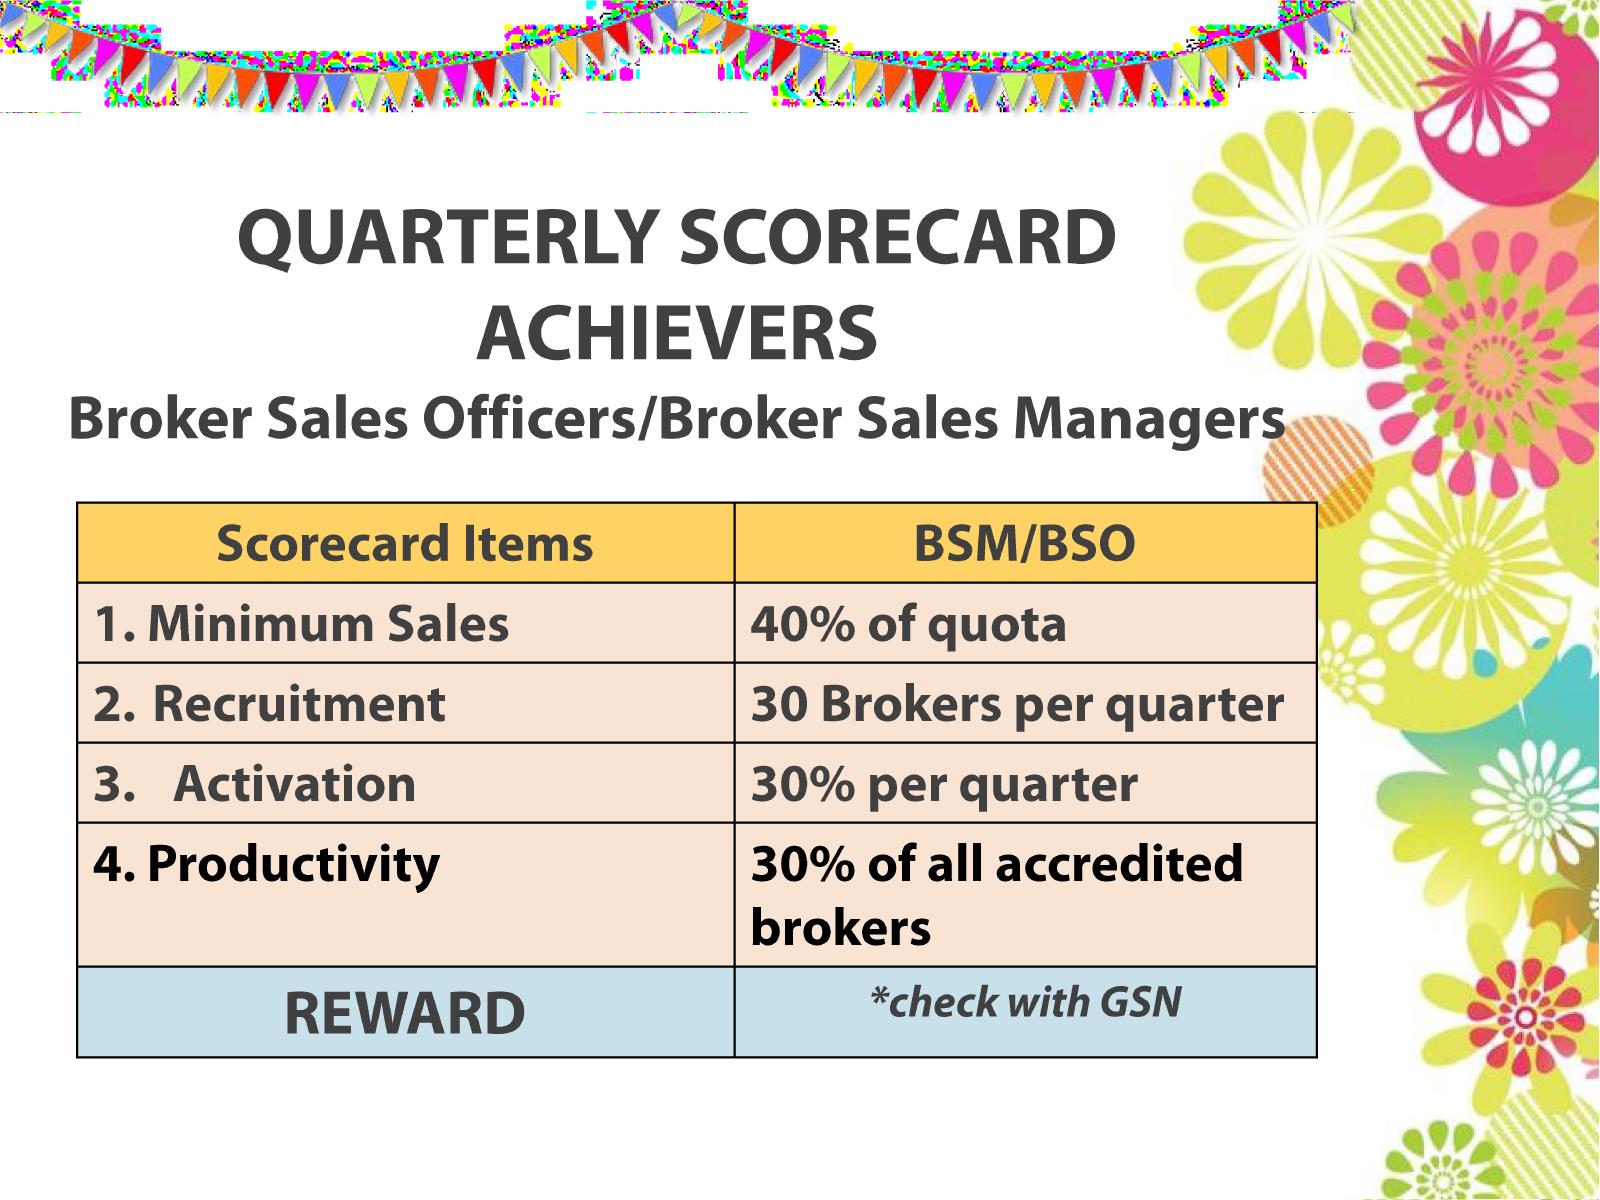 QUARTERLY SCORECARD
ACHIEVERS
Broker Sales Officers/Broker Sales Managers
Scorecard Items BSM/BSO
1. Minimum Sales 40% of quota
2. Recruitment 30 Brokers per quarter
3. Activation 30% per quarter
4. Productivity 30% of all accredited
brokers
REWARD *check with GSN